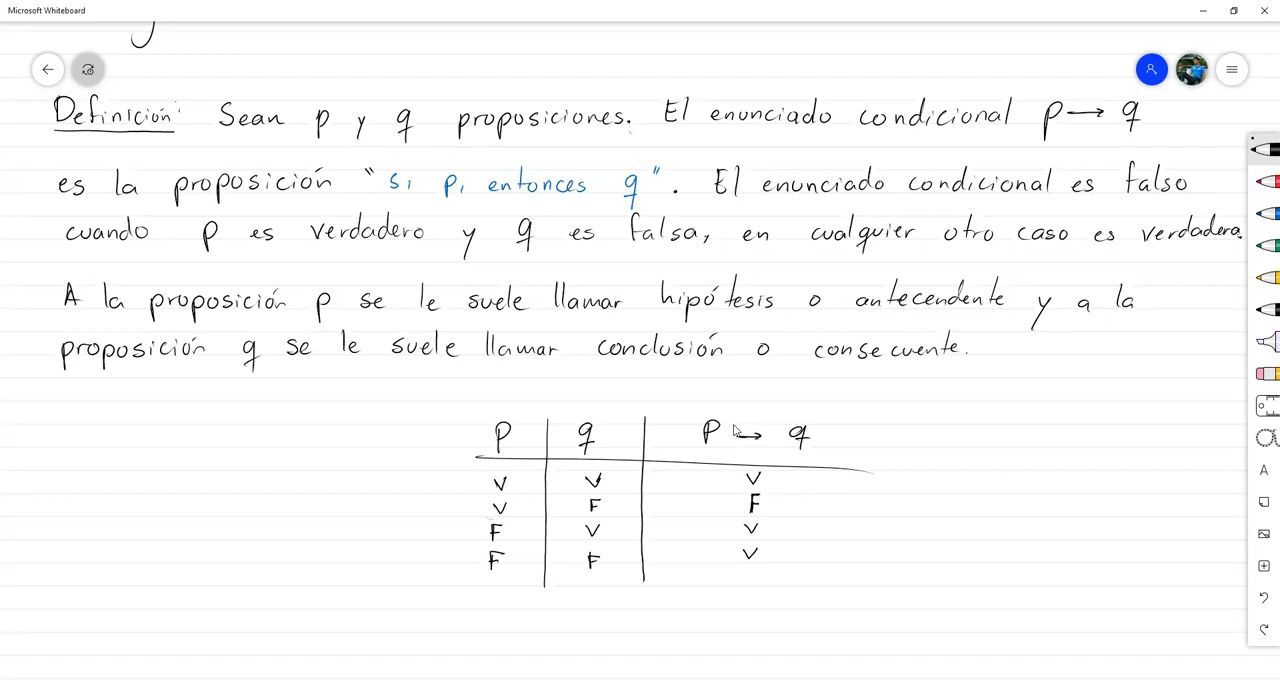 Microsoft Whiteboard
Definición: Sean p y q proposiciones. El enunciado condicional p → q
es la proposición "si p, entonces q". El enunciado condicional es falso
cuando p es verdadero y q es falsa, en cualquier otro caso es verdadera.
A la proposición p se le suele llamar hipótesis o antecendente y a la
proposición q se le suele llamar conclusión o consecuente.
p q p → q
V V V
V F F
F V V
F F V
A